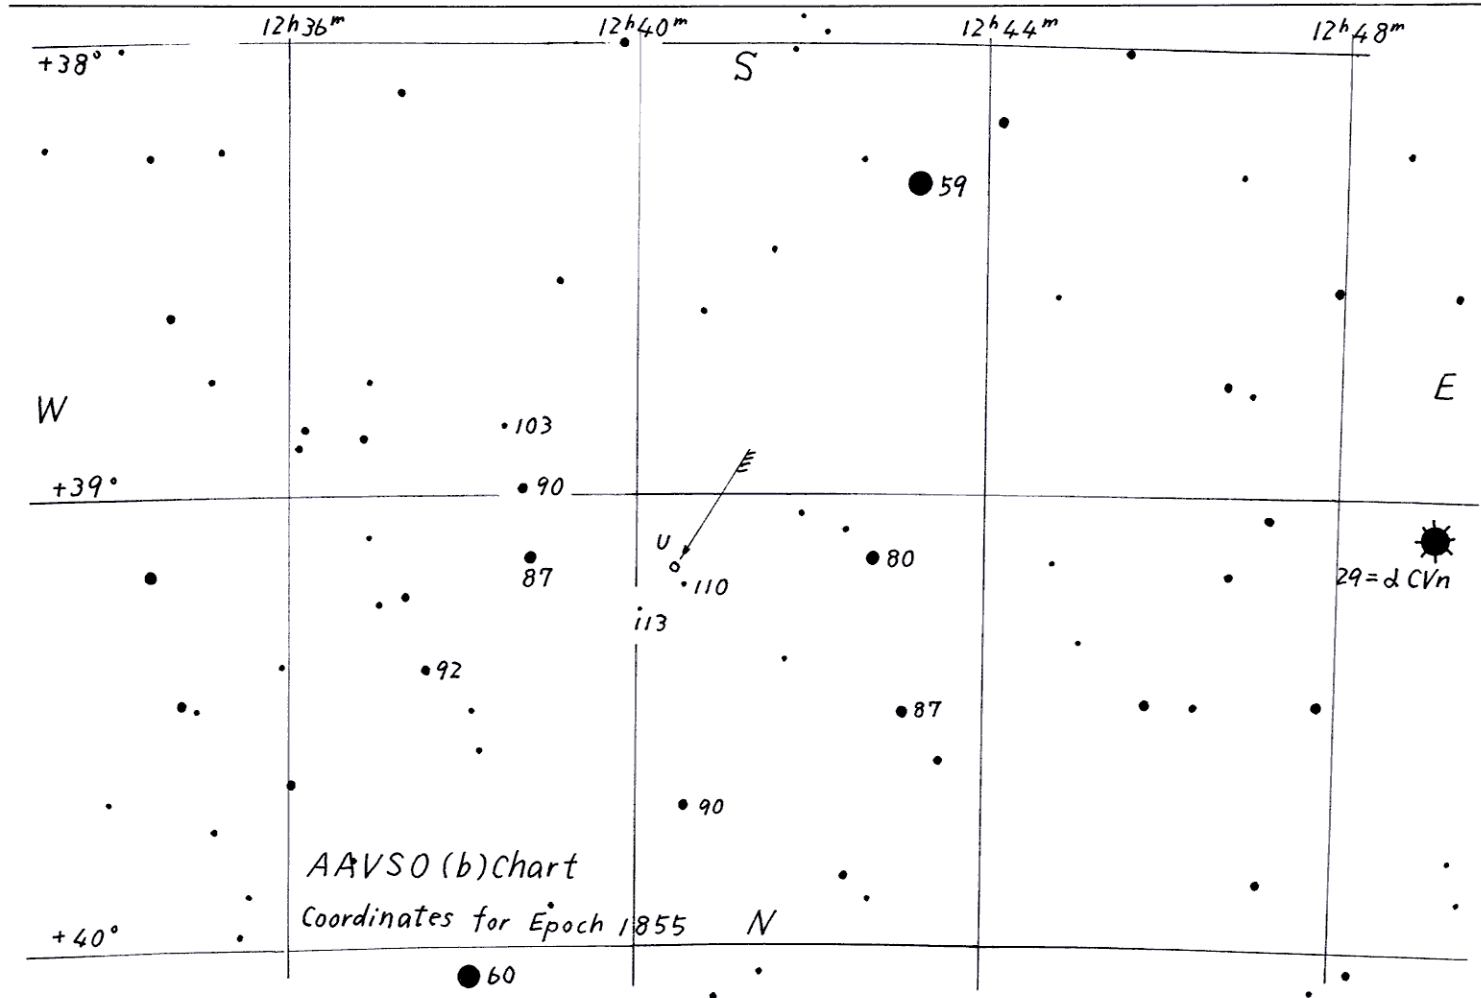 12h36m 12h40m 12h44m 12h48m
+38° S
59
W E
103
+39° 90
U
87 80
110 29=α CVn
113
92
87
90
AAVSO (b) Chart
Coordinates for Epoch 1855 N
+40°
60